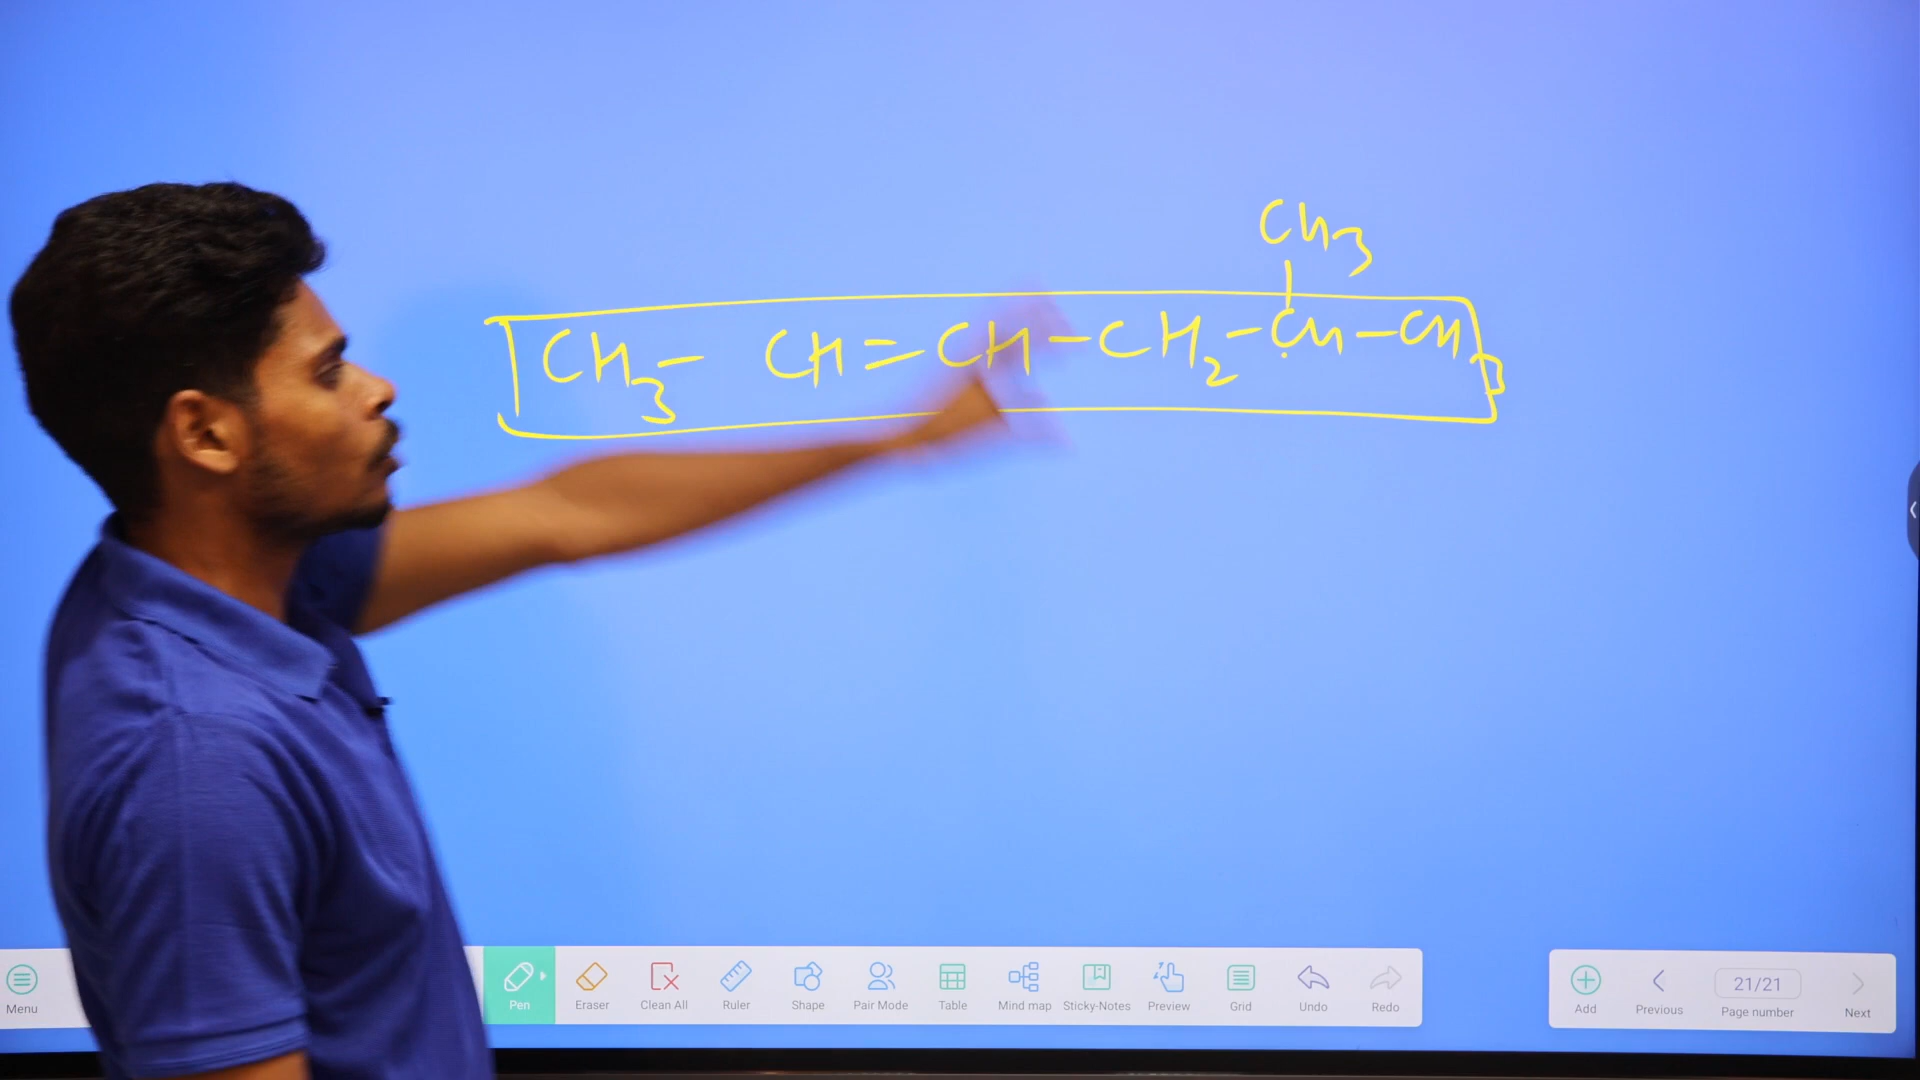 CH3
CH3- CH=CH-CH2-CH-CH3
Menu
Pen Eraser Clean All Ruler Shape Pair Mode Table Mind map Sticky-Notes Preview Grid Undo Redo
Add Previous 21/21 Page number Next